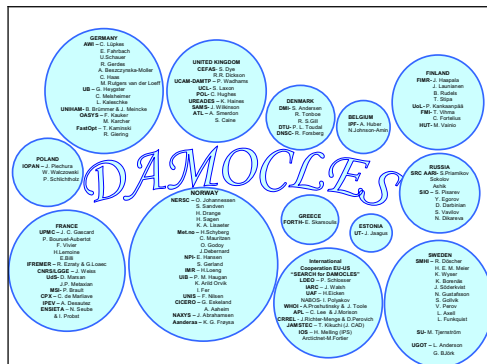 GERMANY
AWI – C. Lüpkes
E. Fahrbach
U.Schauer
R. Gerdes
A. Beszczynska-Moller
C. Haas
M. Rutgers van der Loeff
UB – G. Heygster
C. Melsheimer
L. Kaleschke
UNIHAM- B. Brümmer & J. Meincke
OASYS – F. Kauker
M. Karcher
FastOpt – T. Kaminski
R. Giering
UNITED KINGDOM
CEFAS- S. Dye
R.R. Dickson
UCAM-DAMTP – P. Wadhams
UCL- S. Laxon
POL- C. Hughes
UREADES – K. Haines
SAMS- J. Wilkinson
ATL – A. Smerdon
S. Caine
DENMARK
DMI- S. Andersen
R. Tonboe
R. S.Gill
DTU- P. L. Toudal
DNSC- R. Forsberg
BELGIUM
IPF- A. Huber
N.Johnson-Amin
FINLAND
FIMR- J. Haapala
J. Launiainen
B. Rudels
T. Stipa
UoL- P. Kankaanpää
FMI- T. Vihma
C. Fortelius
HUT- M. Vainio
POLAND
IOPAN – J. Piechura
W. Walczowski
P. Schlichtholz
DAMOCLES
RUSSIA
SRC AARI- S.Priamikov
Sokolov
Ashik
SIO – S. Pisarev
Y. Egorov
D. Darbinian
S. Vavilov
N. Dikareva
FRANCE
UPMC – J. C. Gascard
P. Bouruet-Aubertot
F. Vivier
H.Lemoine
E.Billi
IFREMER – R. Ezraty & G.Loaec
CNRS/LGGE – J. Weiss
UdS – D. Marsan
J.P. Metaxian
MSI- P. Brault
CPX – C. de Marliave
IPEV – A. Desautez
ENSIETA – N. Seube
& I. Probst
NORWAY
NERSC – O. Johannessen
S. Sandven
H. Drange
H. Sagen
K. A. Lisæter
Met.no – H.Schyberg
C. Mauritzen
O. Godoy
J.Debernard
NPI- E. Hansen
S. Gerland
IMR- H.Loeng
UIB – P. M. Haugan
K. Arild Orvik
I. Fer
UNIS – F. Nilsen
CICERO – G. Eskeland
A. Aaheim
NAXYS – J. Abrahamsen
Aanderaa – K. G. Frøysa
GREECE
FORTH- E. Skarsoulis
ESTONIA
UT- J. Jaagus
International
Cooperation EU-US
"SEARCH for DAMOCLES"
LDEO – P. Schlosser
IARC – J. Walsh
UAF – H.Eicken
NABOS- I. Polyakov
WHOI - A.Proshutinsky & J. Toole
APL – C. Lee & J.Morison
CRREL - J.Richter-Menge & D.Perovich
JAMSTEC – T. Kikuchi (J. CAD)
IOS – H. Melling (IPS)
Arcticnet-M.Fortier
SWEDEN
SMHI – R. Döscher
H. E. M. Meier
K. Wyser
K. Borenäs
J. Söderkvist
N. Gustafsson
S. Gollvik
V. Perov
L. Axell
L. Funkquist
SU- M. Tjernström
UGOT – L. Anderson
G. Björk